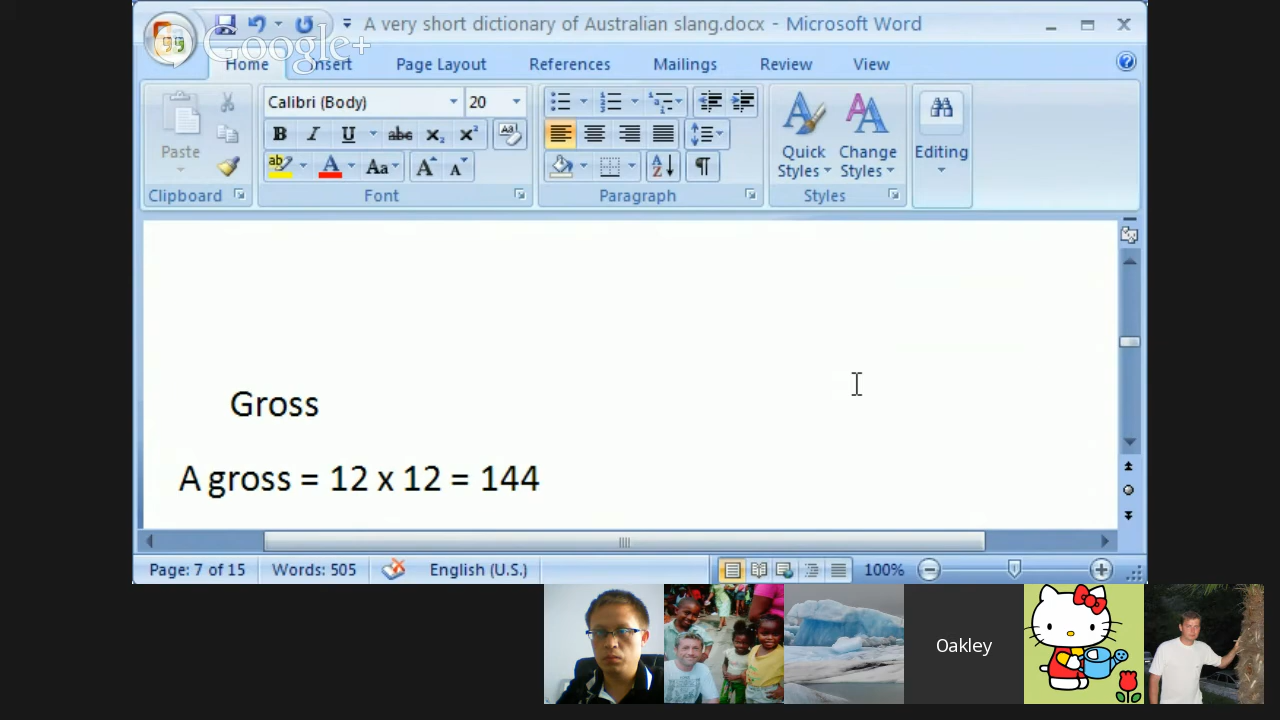 A very short dictionary of Australian slang.docx - Microsoft Word
Google+
Home Insert Page Layout References Mailings Review View
Calibri (Body) 20
Paste
Quick Styles
Change Styles
Editing
Clipboard Font Paragraph Styles
Gross
A gross = 12 x 12 = 144
Page: 7 of 15 Words: 505 English (U.S.) 100%
Oakley